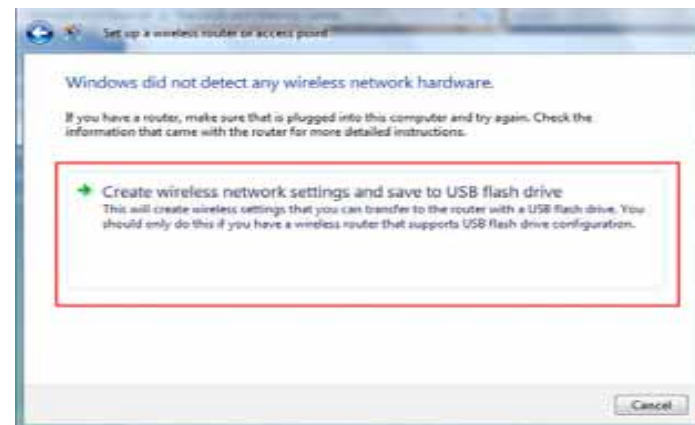 Set up a wireless router or access point
Windows did not detect any wireless network hardware.
If you have a router, make sure that is plugged into this computer and try again. Check the
information that came with the router for more detailed instructions.
Create wireless network settings and save to USB flash drive
This will create wireless settings that you can transfer to the router with a USB flash drive. You
should only do this if you have a wireless router that supports USB flash drive configuration.
Cancel